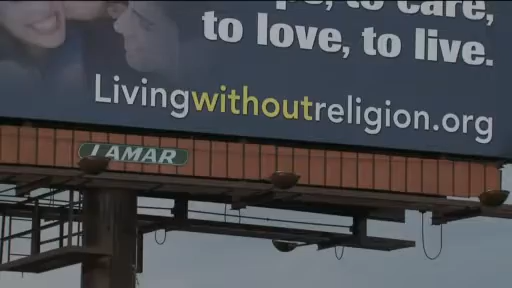 to care,
to love, to live.
Livingwithoutreligion.org
LAMAR